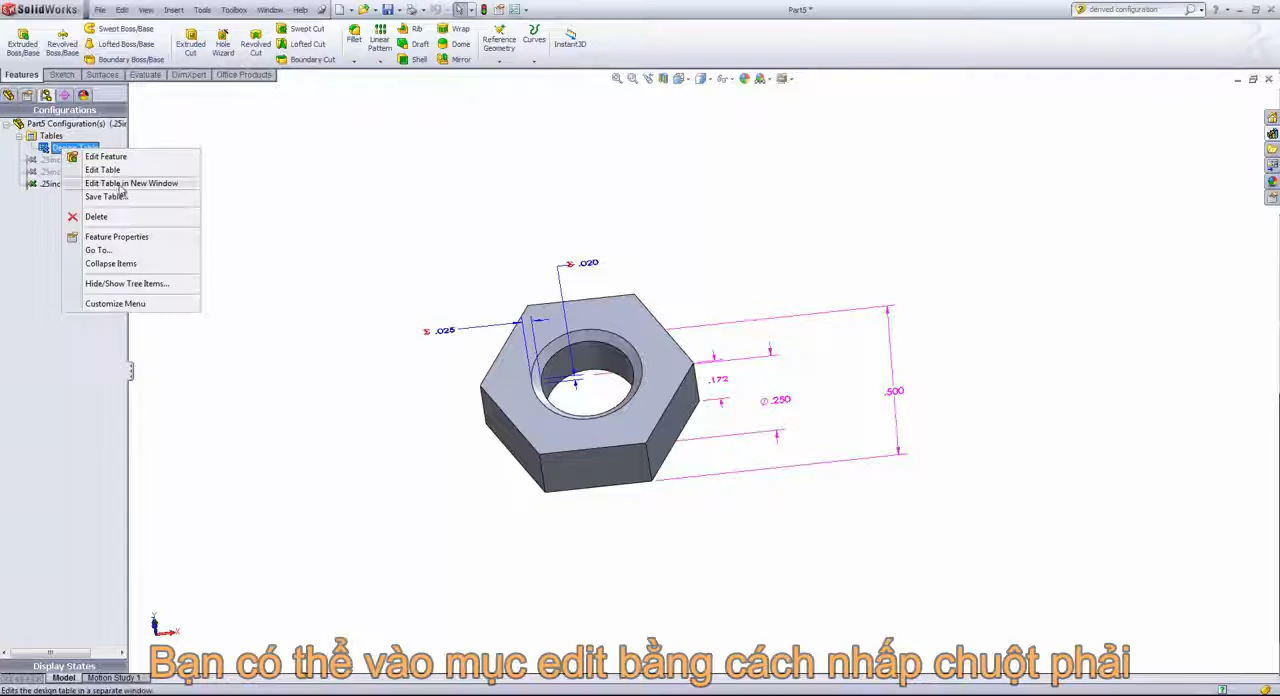 SolidWorks
File Edit View Insert Tools Toolbox Window Help
Part5 *
derived configuration
Extruded Boss/Base
Revolved Boss/Base
Swept Boss/Base
Lofted Boss/Base
Boundary Boss/Base
Extruded Cut
Hole Wizard
Revolved Cut
Swept Cut
Lofted Cut
Boundary Cut
Fillet
Linear Pattern
Rib
Draft
Shell
Wrap
Dome
Mirror
Reference Geometry
Curves
Instant3D
Features Sketch Surfaces Evaluate DimXpert Office Products
Configurations
Part5 Configuration(s) (.25in
Tables
.25inc
.25inc
Edit Feature
Edit Table
Edit Table in New Window
Save Table...
Delete
Feature Properties
Go To...
Collapse Items
Hide/Show Tree Items...
Customize Menu
Σ .020
Σ .025
.172
∅.250
.500
Y
X
Display States
Model Motion Study 1
Bạn có thể vào mục edit bằng cách nhấp chuột phải
Edits the design table in a separate window.